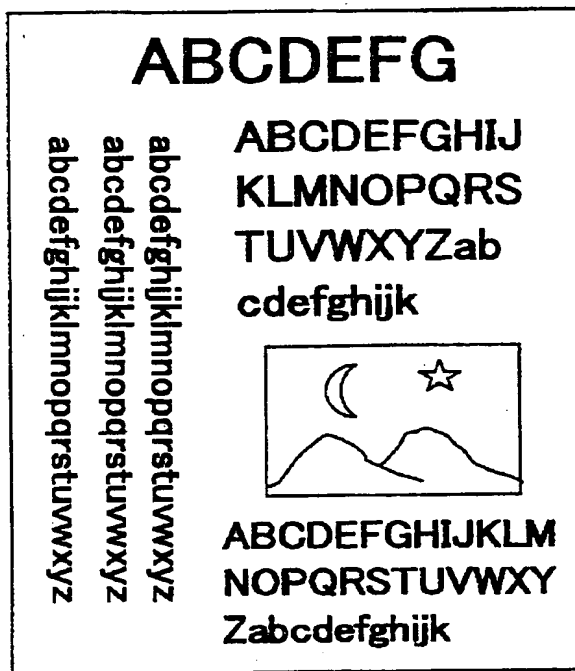 ABCDEFG
abcdefghijklmnopqrstuvwxyz
abcdefghijklmnopqrstuvwxyz
abcdefghijklmnopqrstuvwxyz
ABCDEFGHIJ
KLMNOPQRS
TUVWXYZab
cdefghijk
ABCDEFGHIJKLM
NOPQRSTUVWXY
Zabcdefghijk